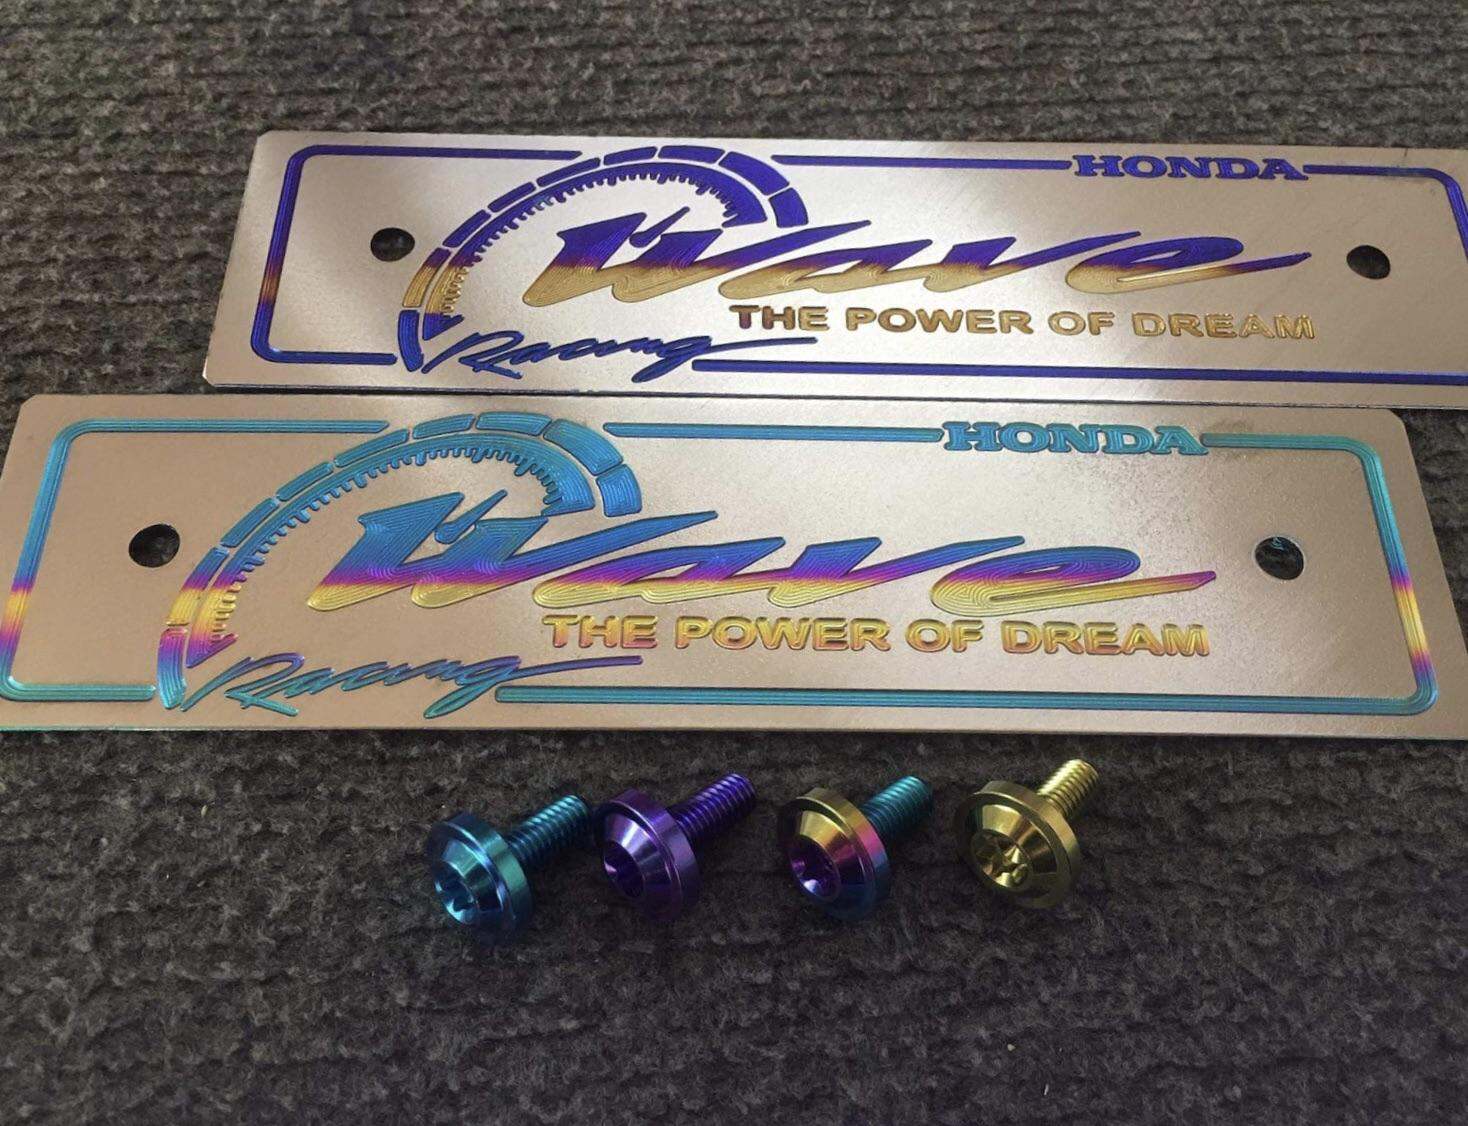 HONDA
Wave
THE POWER OF DREAM
Racing
HONDA
Wave
THE POWER OF DREAM
Racing